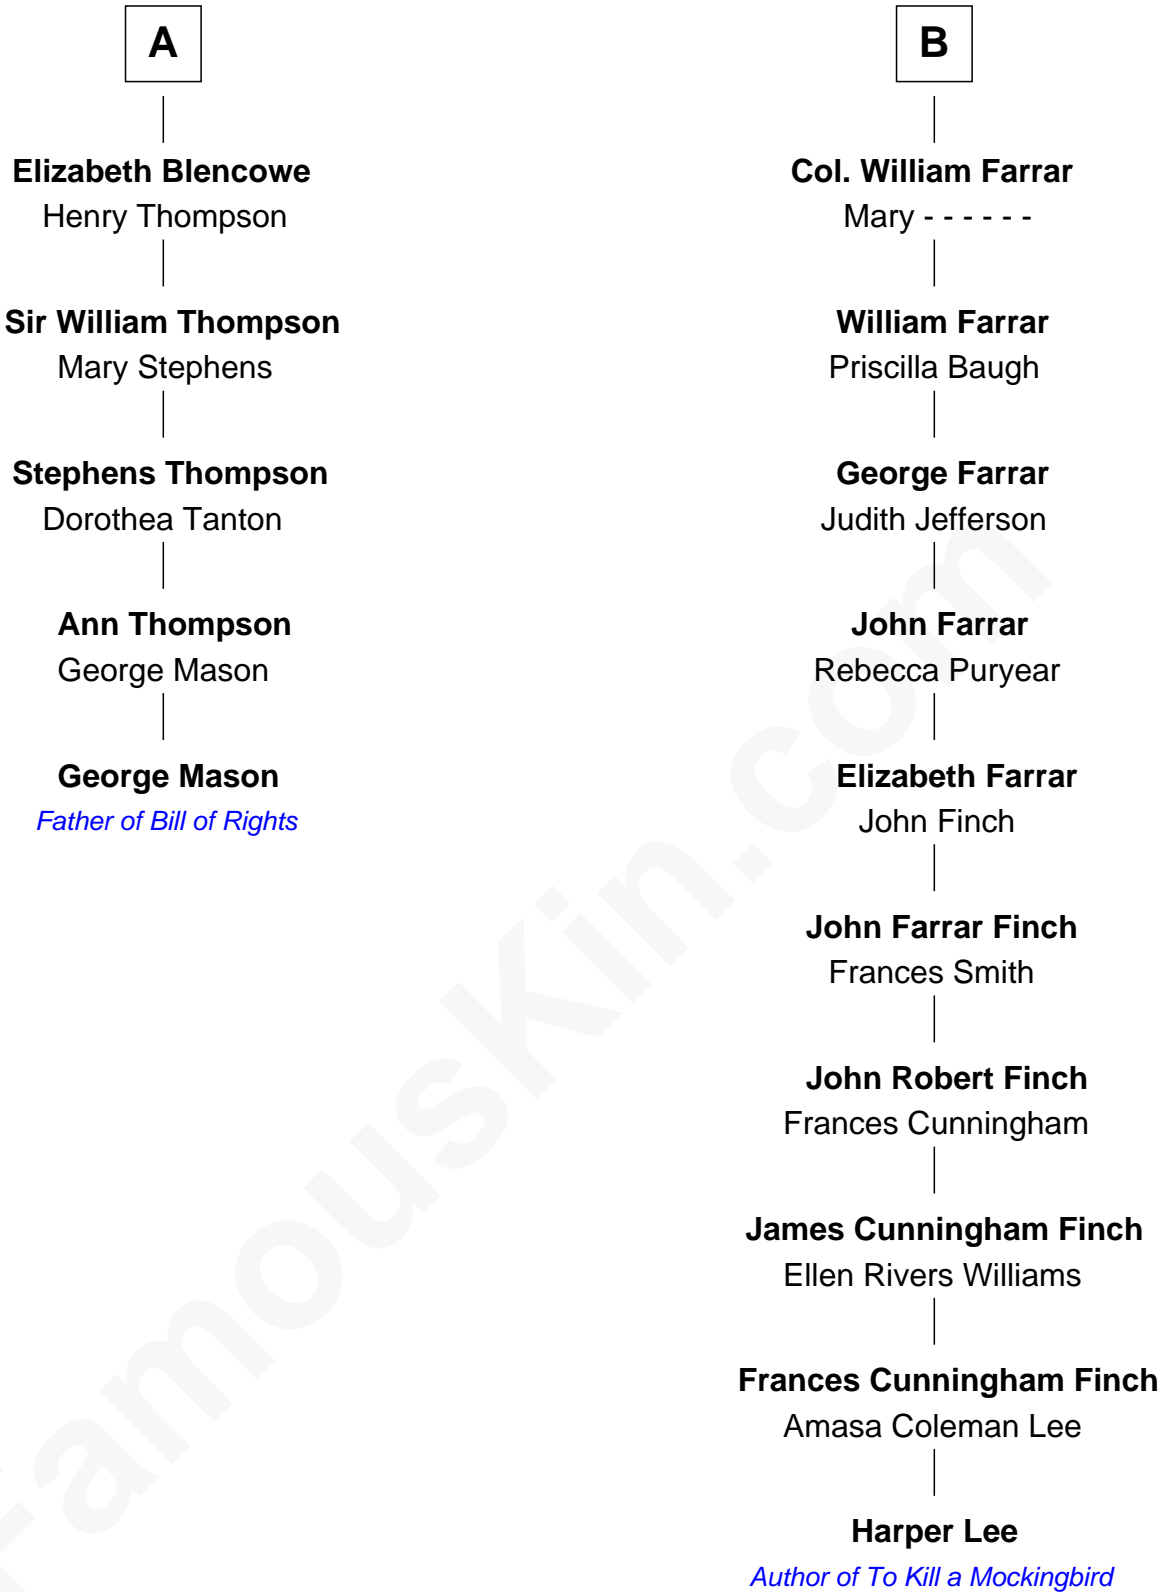 A
Elizabeth Blencowe
Henry Thompson
Sir William Thompson
Mary Stephens
Stephens Thompson
Dorothea Tanton
Ann Thompson
George Mason
George Mason
Father of Bill of Rights
B
Col. William Farrar
Mary - - - - - -
William Farrar
Priscilla Baugh
George Farrar
Judith Jefferson
John Farrar
Rebecca Puryear
Elizabeth Farrar
John Finch
John Farrar Finch
Frances Smith
John Robert Finch
Frances Cunningham
James Cunningham Finch
Ellen Rivers Williams
Frances Cunningham Finch
Amasa Coleman Lee
Harper Lee
Author of To Kill a Mockingbird
FamousKin.com